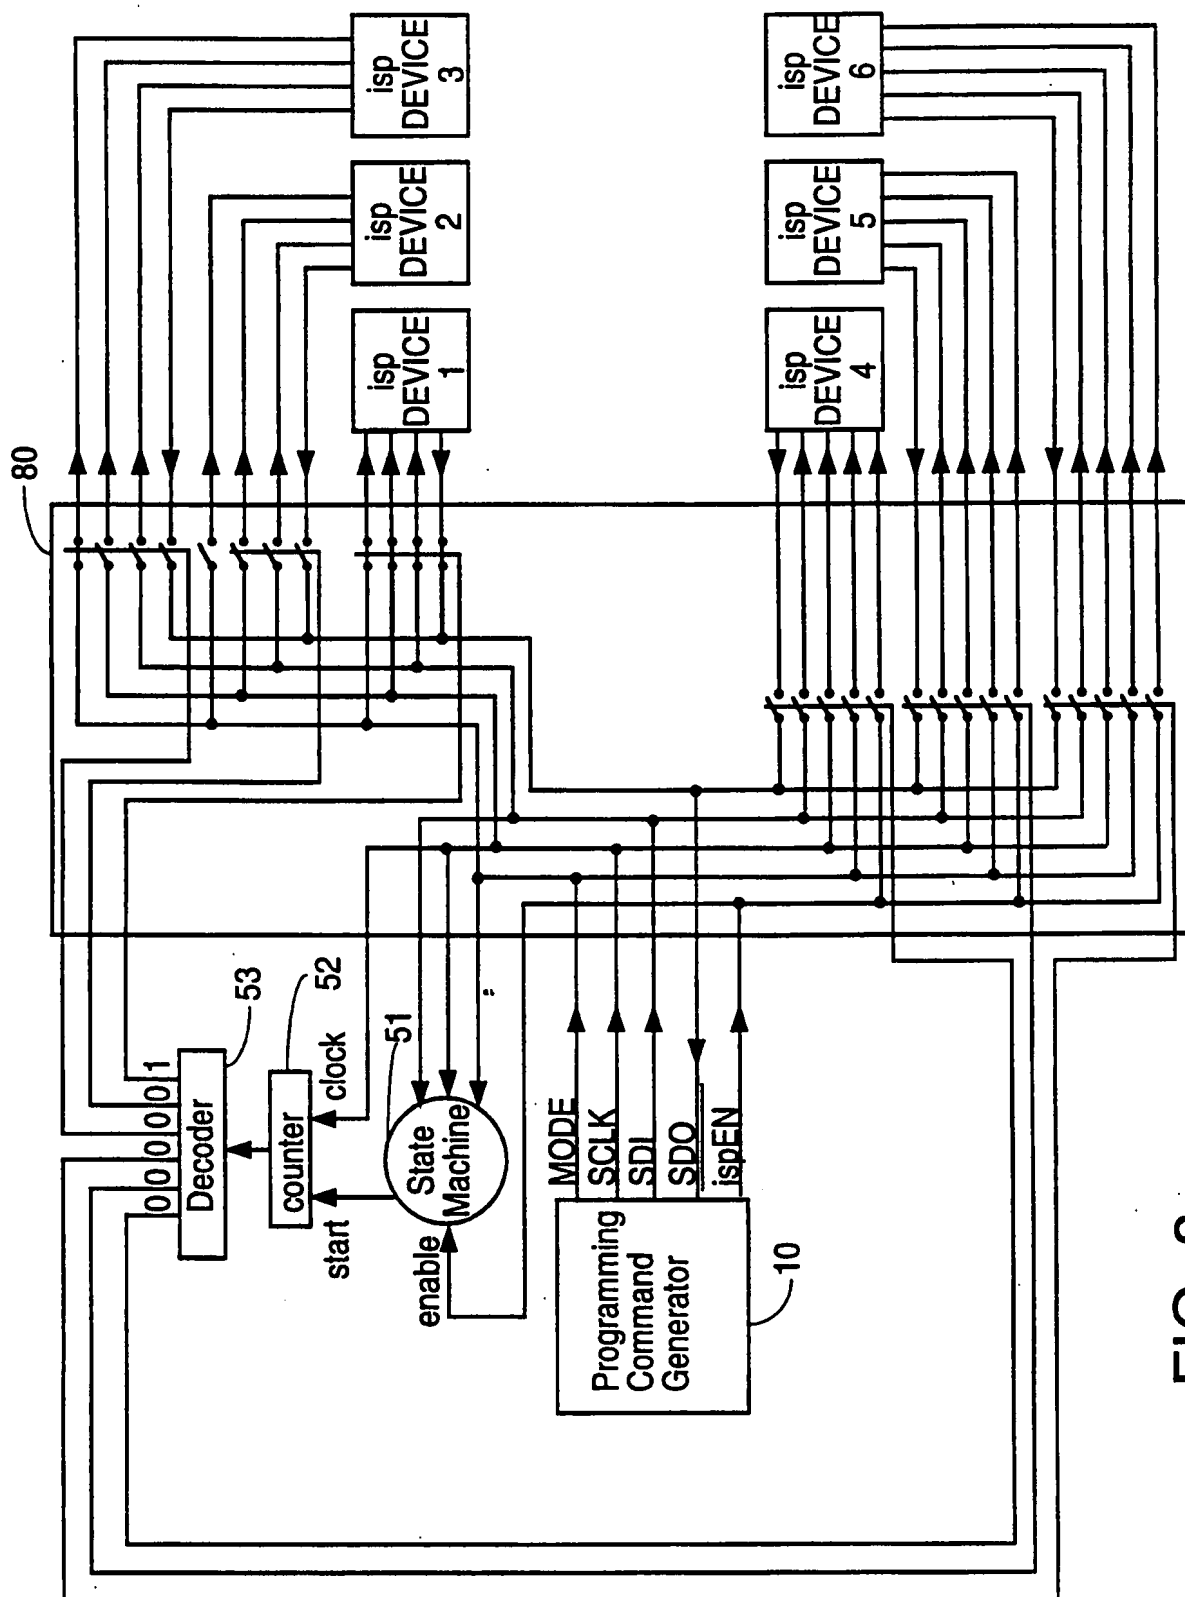 80
isp
DEVICE
3
isp
DEVICE
2
isp
DEVICE
1
isp
DEVICE
6
isp
DEVICE
5
isp
DEVICE
4
0 0 0 0 0 1
Decoder
53
counter
52
clock
start
State
Machine
51
enable
MODE
SCLK
SDI
SDO
ispEN
Programming
Command
Generator
10
FIG.